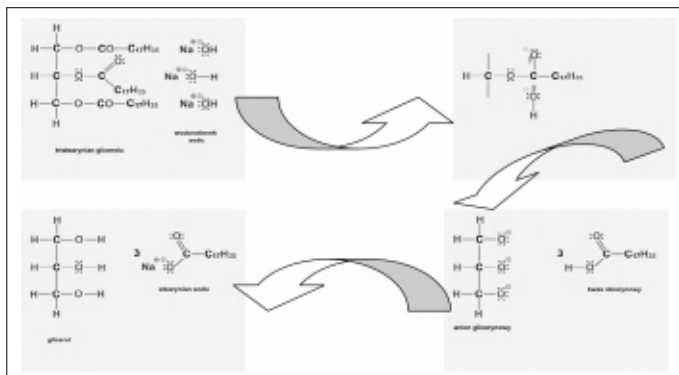 H
H—C—O—CO—C₁₇H₃₅
Na OH
O
H—C—O—C
Na O—H
C₁₇H₃₅
H—C—O—CO—C₁₇H₃₅
Na OH
H
tristearynian glicerolu
wodorotlenek
sodu
O
H—C—O—C—C₁₇H₃₅
O
H
H
H—C—O—H
H—C—O—H
H—C—O—H
H
glicerol
3
O
C—C₁₇H₃₅
Na O
stearynian sodu
H
H—C—O
H—C—O
H—C—O
H
anion glicerynowy
3
O
C—C₁₇H₃₅
H—O
kwas stearynowy